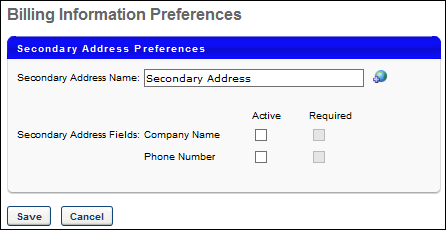 Billing Information Preferences
Secondary Address Preferences
Secondary Address Name: Secondary Address
Active Required
Secondary Address Fields: Company Name
Phone Number
Save Cancel